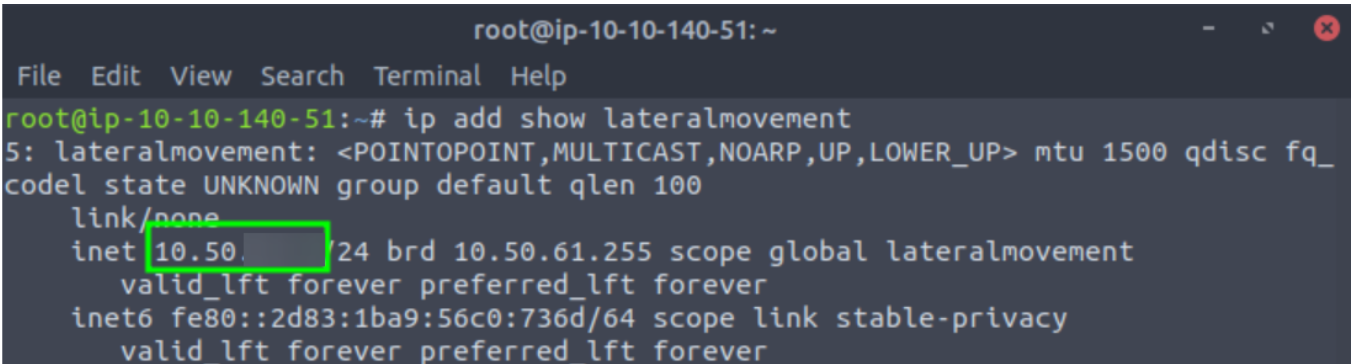 root@ip-10-10-140-51: ~
File Edit View Search Terminal Help
root@ip-10-10-140-51:~# ip add show lateralmovement
5: lateralmovement: <POINTOPOINT,MULTICAST,NOARP,UP,LOWER_UP> mtu 1500 qdisc fq_
codel state UNKNOWN group default qlen 100
link/none
inet 10.50. /24 brd 10.50.61.255 scope global lateralmovement
valid_lft forever preferred_lft forever
inet6 fe80::2d83:1ba9:56c0:736d/64 scope link stable-privacy
valid_lft forever preferred_lft forever